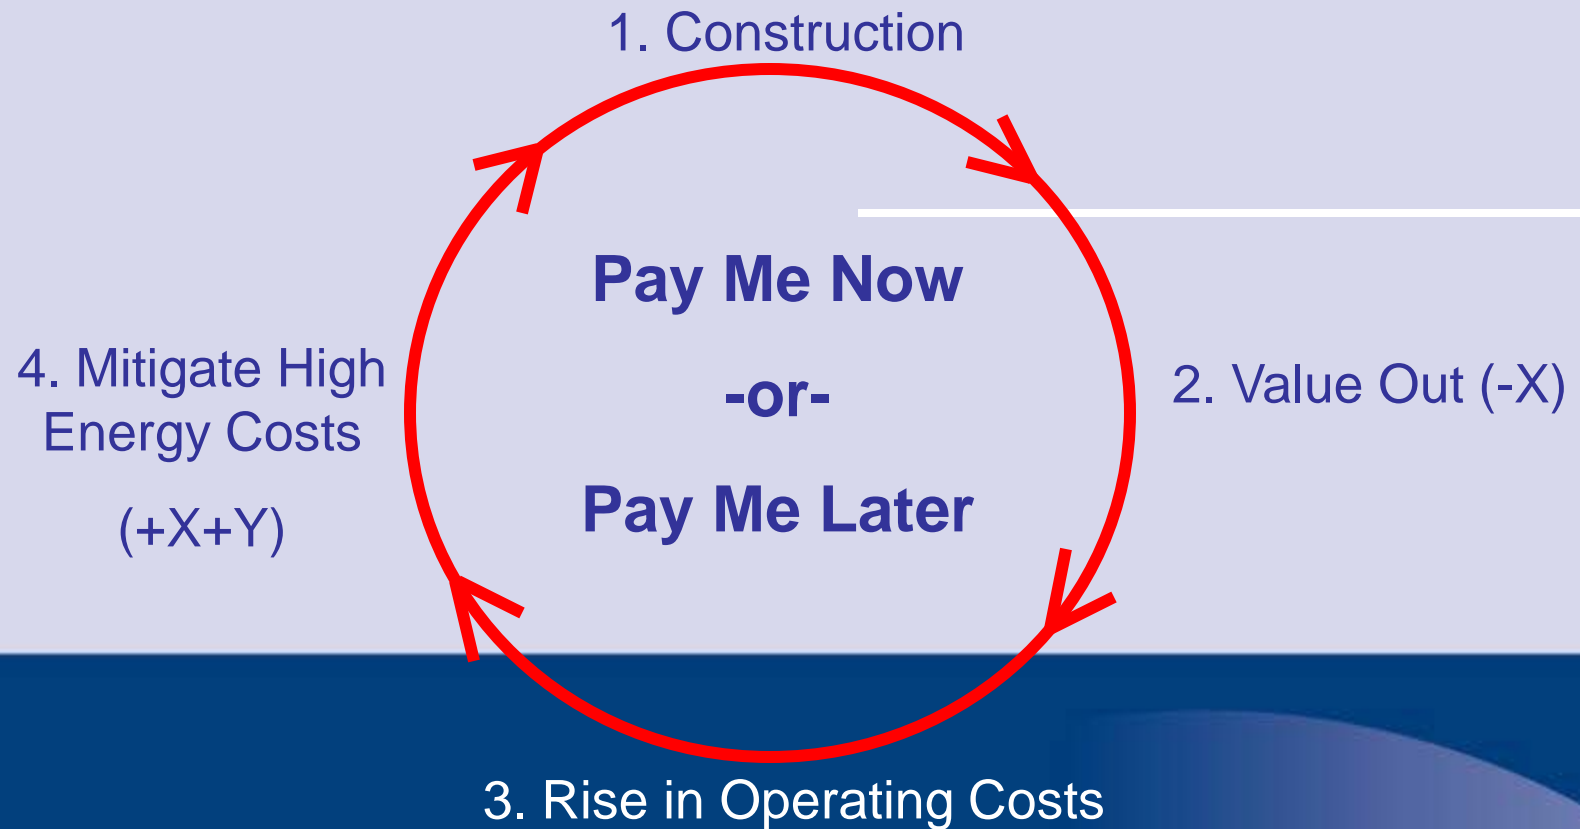 1. Construction
Pay Me Now
-or-
Pay Me Later
2. Value Out (-X)
3. Rise in Operating Costs
4. Mitigate High
Energy Costs
(+X+Y)